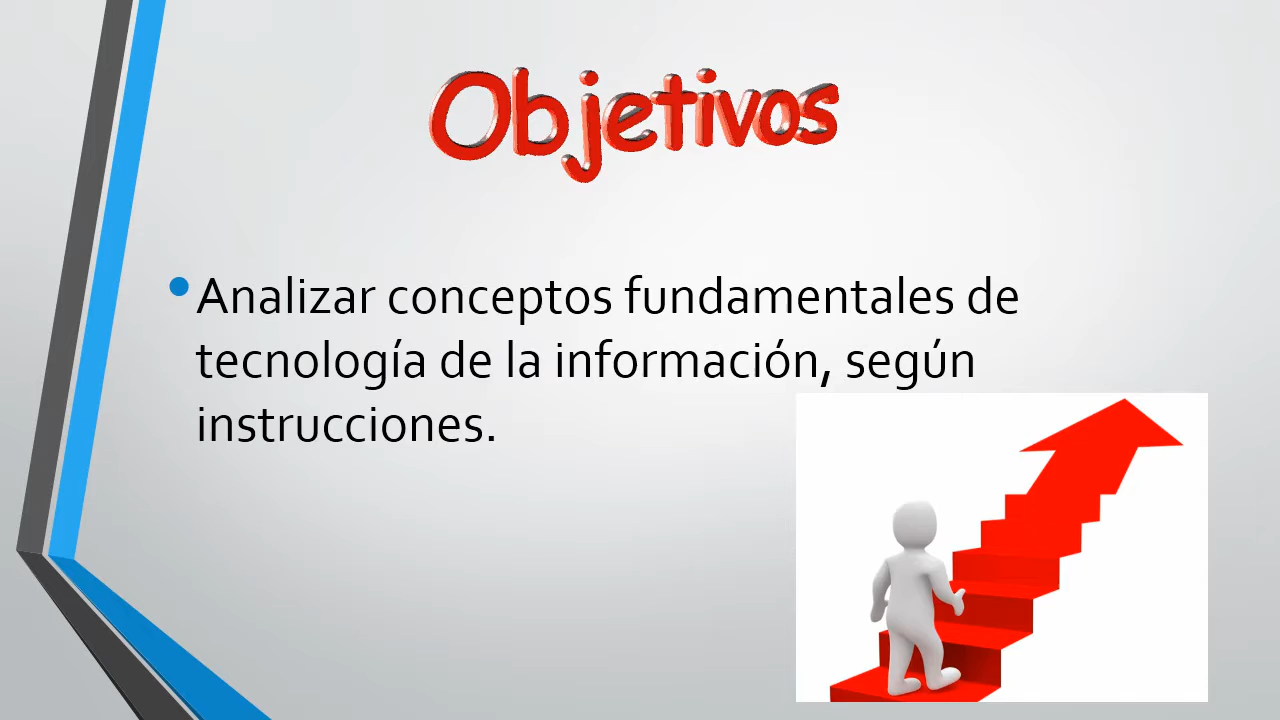 Objetivos
• Analizar conceptos fundamentales de
tecnología de la información, según
instrucciones.